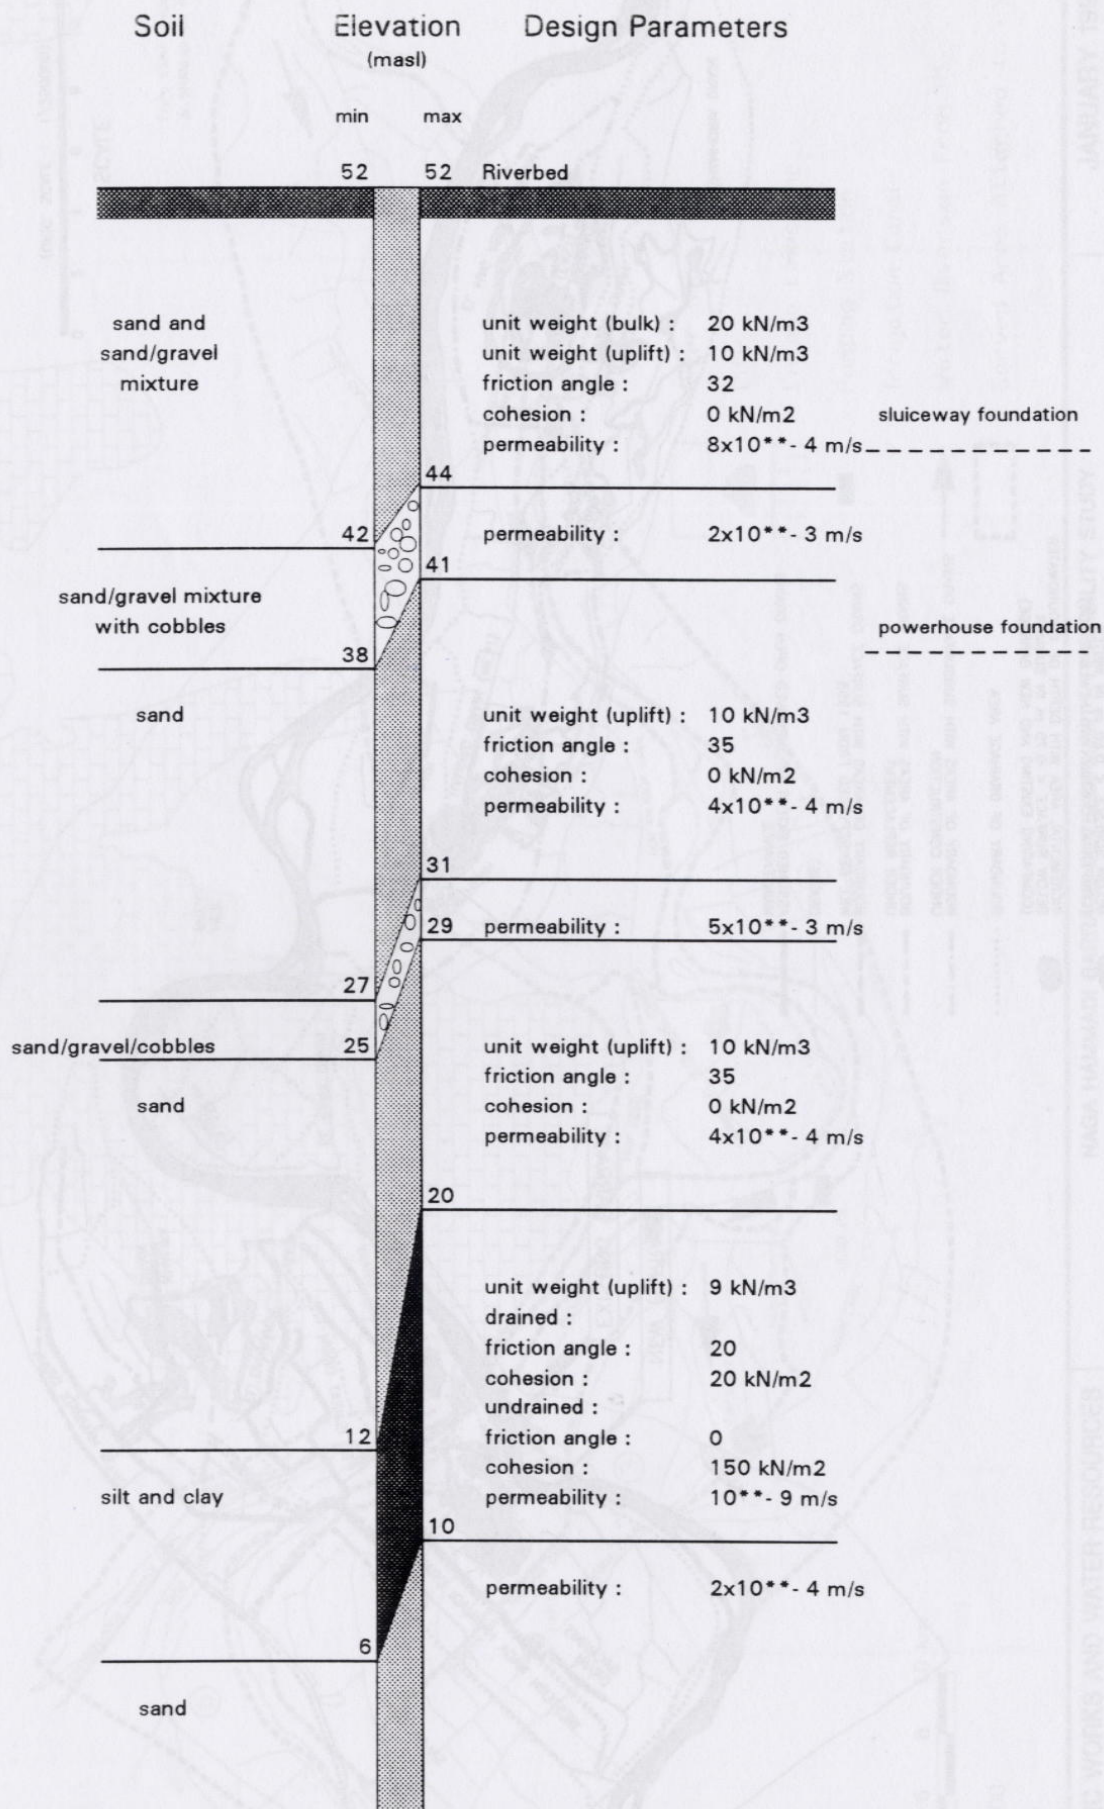 Soil Elevation Design Parameters
(masl)
min max
52 52 Riverbed
sand and unit weight (bulk) : 20 kN/m3
sand/gravel unit weight (uplift) : 10 kN/m3
mixture friction angle : 32
cohesion : 0 kN/m2 sluiceway foundation
permeability : 8x10**- 4 m/s
44
42 permeability : 2x10**- 3 m/s
41
sand/gravel mixture
with cobbles powerhouse foundation
38
sand unit weight (uplift) : 10 kN/m3
friction angle : 35
cohesion : 0 kN/m2
permeability : 4x10**- 4 m/s
31
29 permeability : 5x10**- 3 m/s
27
sand/gravel/cobbles 25 unit weight (uplift) : 10 kN/m3
friction angle : 35
sand cohesion : 0 kN/m2
permeability : 4x10**- 4 m/s
20
unit weight (uplift) : 9 kN/m3
drained :
friction angle : 20
cohesion : 20 kN/m2
undrained :
12 friction angle : 0
cohesion : 150 kN/m2
silt and clay permeability : 10**- 9 m/s
10
permeability : 2x10**- 4 m/s
6
sand